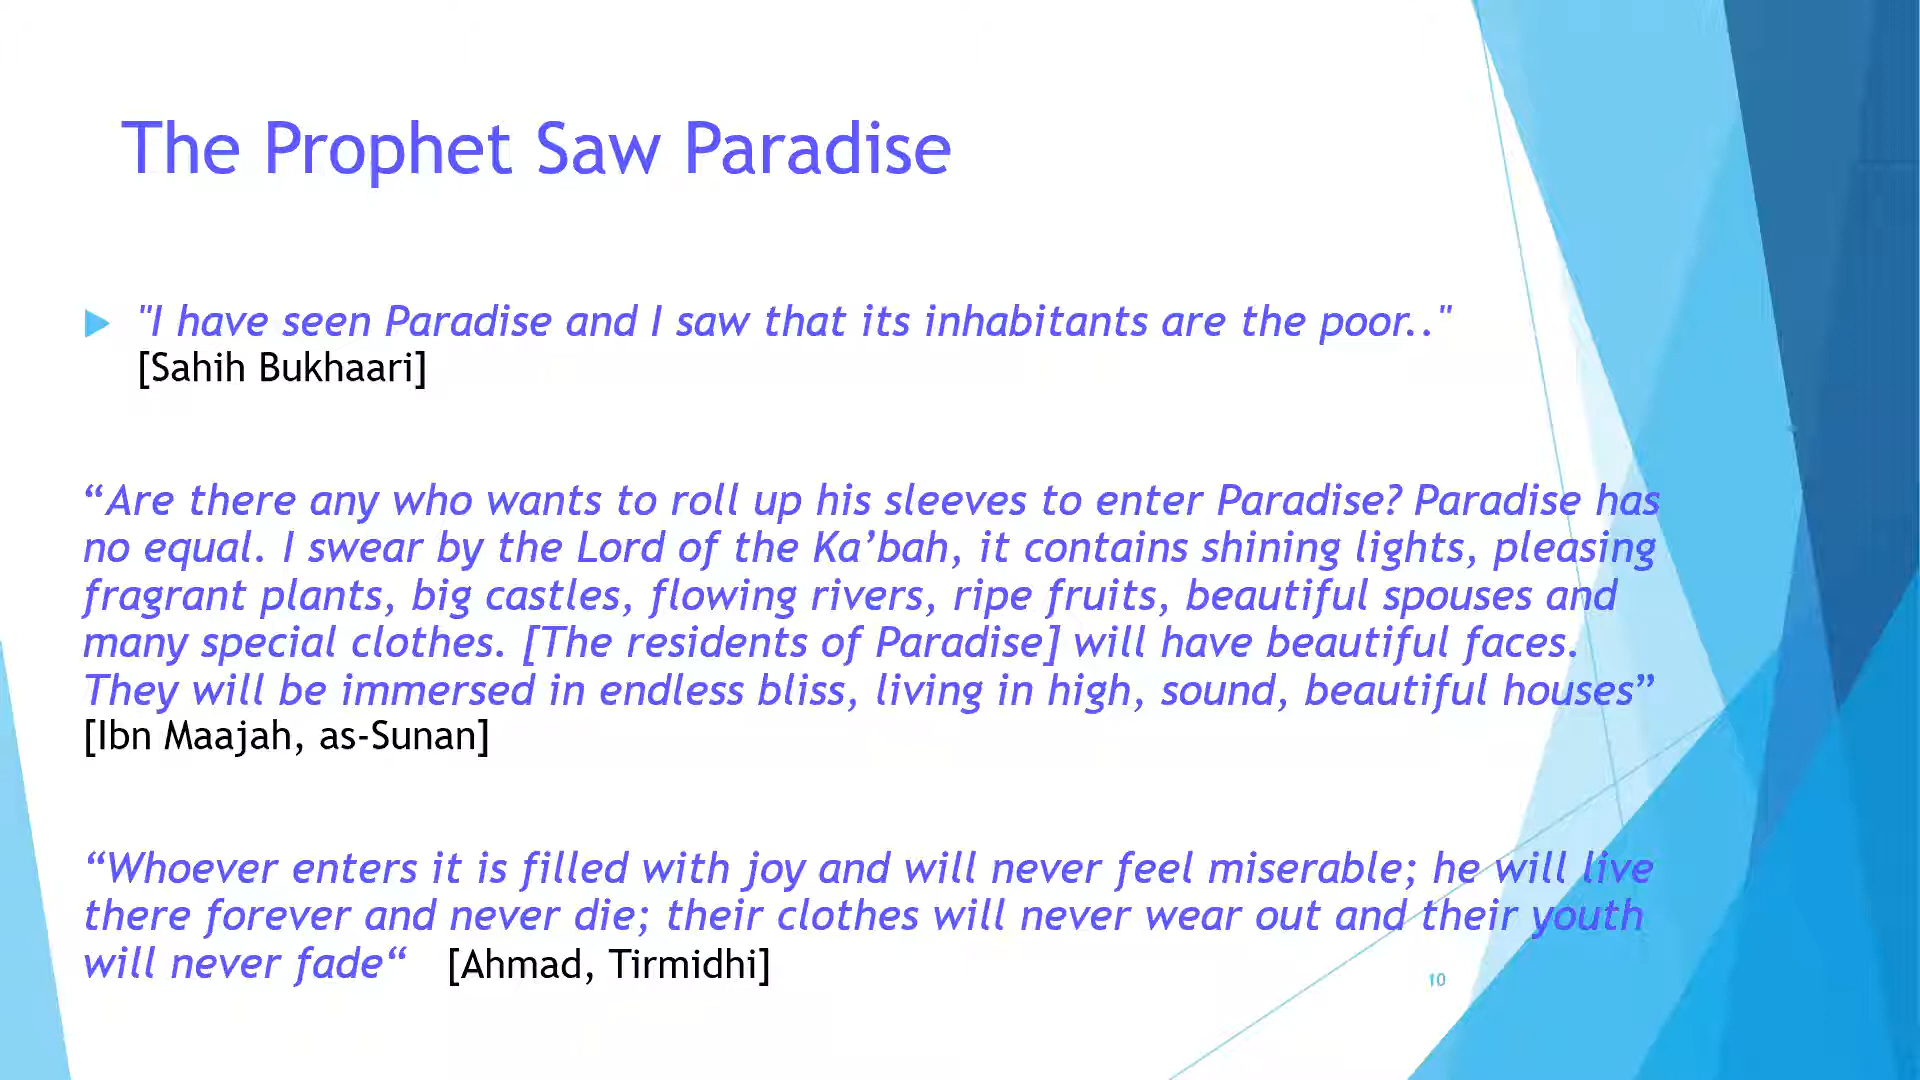 The Prophet Saw Paradise
"I have seen Paradise and I saw that its inhabitants are the poor.."
[Sahih Bukhaari]
“Are there any who wants to roll up his sleeves to enter Paradise? Paradise has
no equal. I swear by the Lord of the Ka’bah, it contains shining lights, pleasing
fragrant plants, big castles, flowing rivers, ripe fruits, beautiful spouses and
many special clothes. [The residents of Paradise] will have beautiful faces.
They will be immersed in endless bliss, living in high, sound, beautiful houses”
[Ibn Maajah, as-Sunan]
“Whoever enters it is filled with joy and will never feel miserable; he will live
there forever and never die; their clothes will never wear out and their youth
will never fade“ [Ahmad, Tirmidhi]
10